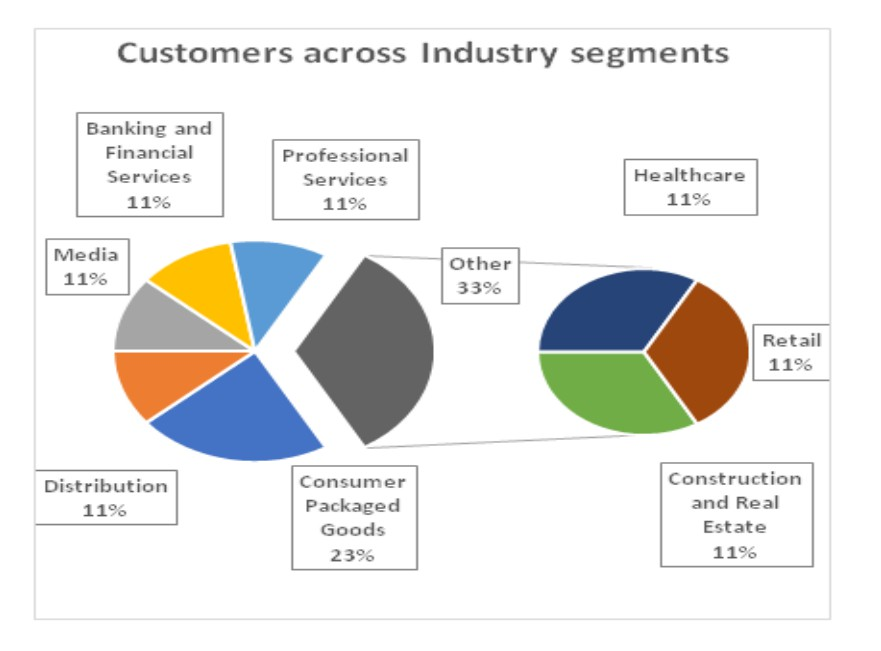 Customers across Industry segments
Banking and
Financial
Services
11%
Professional
Services
11%
Healthcare
11%
Media
11%
Other
33%
Retail
11%
Distribution
11%
Consumer
Packaged
Goods
23%
Construction
and Real
Estate
11%